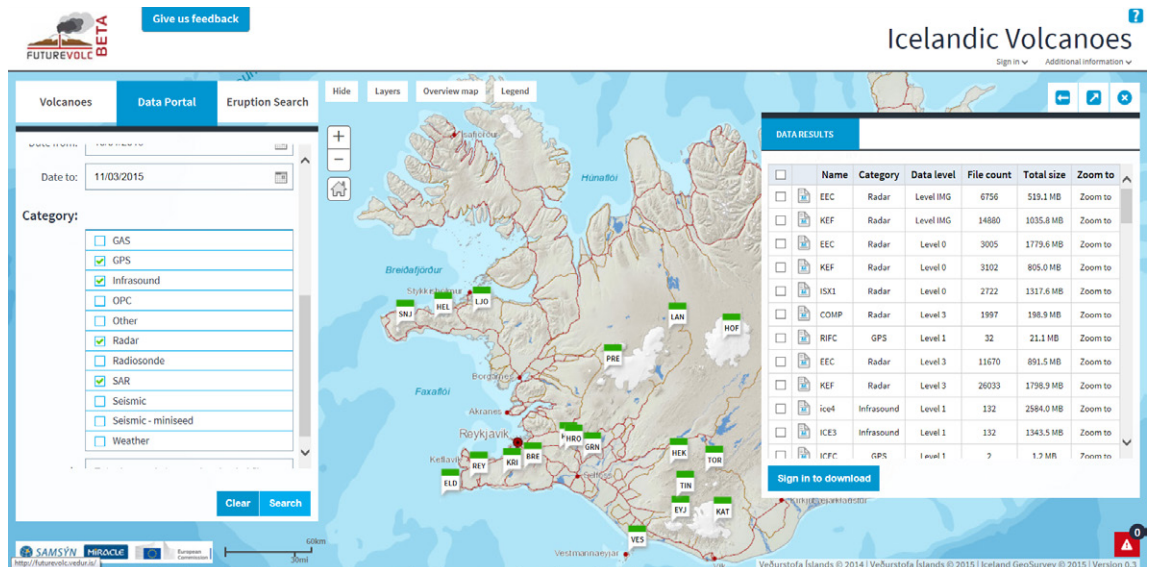 Give us feedback
FUTUREVOLC BETA
Icelandic Volcanoes
?
Sign in
Additional information
Volcanoes
Data Portal
Eruption Search
Date to:
11/03/2015
Category:
GAS
GPS
Infrasound
OPC
Other
Radar
Radiosonde
SAR
Seismic
Seismic - miniseed
Weather
Clear
Search
Hide
Layers
Overview map
Legend
+
−
Húnaflói
Breiðafjörður
SNJ
HEL
LJO
LAN
HOF
PRE
Borgarnes
Faxaflói
Akranes
Reykjavík
HRO
GRN
BRE
KRI
REY
ELD
HEK
TOR
TIN
EYJ
KAT
VES
Vestmannaeyjar
Vík
DATA RESULTS
Name Category Data level File count Total size Zoom to
EEC Radar Level IMG 6756 519.1 MB Zoom to
KEF Radar Level IMG 14880 1035.8 MB Zoom to
EEC Radar Level 0 3005 1779.6 MB Zoom to
KEF Radar Level 0 3102 805.0 MB Zoom to
ISX1 Radar Level 0 2722 1317.6 MB Zoom to
COMP Radar Level 3 1997 198.9 MB Zoom to
RIFC GPS Level 1 32 21.1 MB Zoom to
EEC Radar Level 3 11670 891.5 MB Zoom to
KEF Radar Level 3 26033 1798.9 MB Zoom to
ice4 Infrasound Level 1 132 2584.0 MB Zoom to
ICE3 Infrasound Level 1 132 1343.5 MB Zoom to
ICEC GPS Level 1 2 1.2 MB Zoom to
Sign in to download
0
SAMSÝN
MIRACLE
European Commission
60km
30mi
http://futurevolc.vedur.is/
Veðurstofa Íslands © 2014 | Veðurstofa Íslands © 2015 | Iceland GeoSurvey © 2015 | Version 0.3